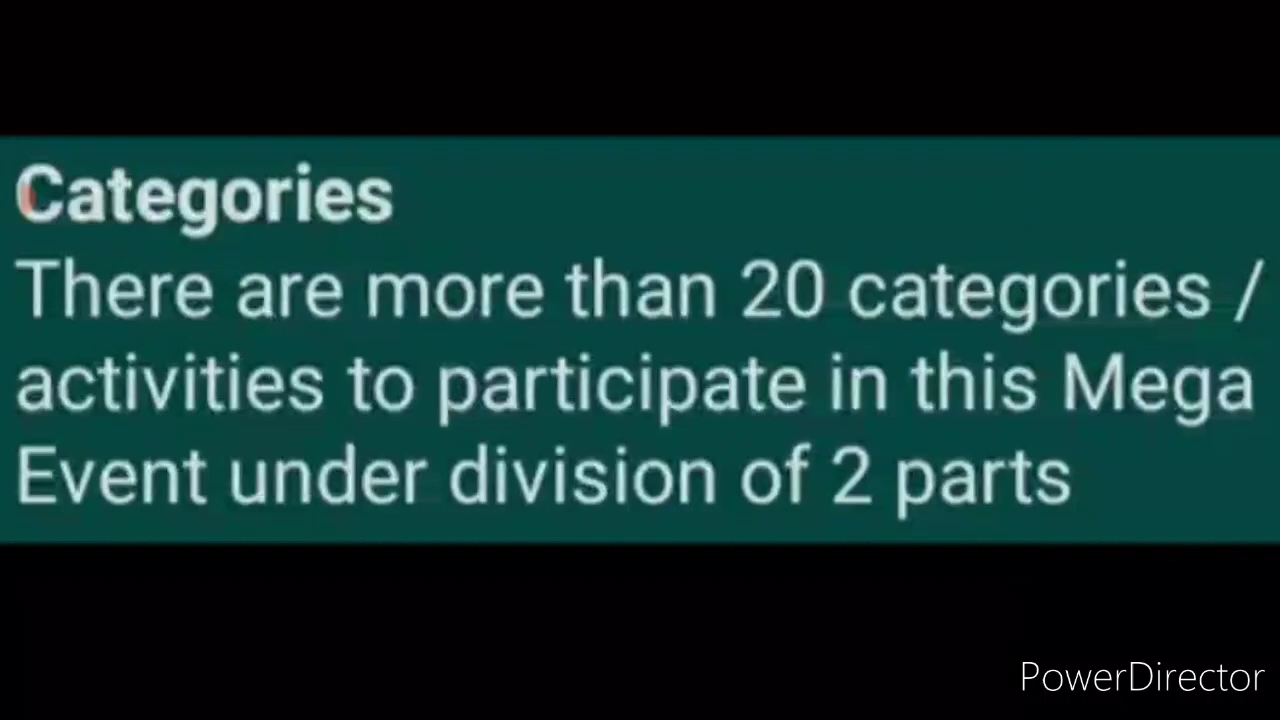 Categories
There are more than 20 categories /
activities to participate in this Mega
Event under division of 2 parts
PowerDirector